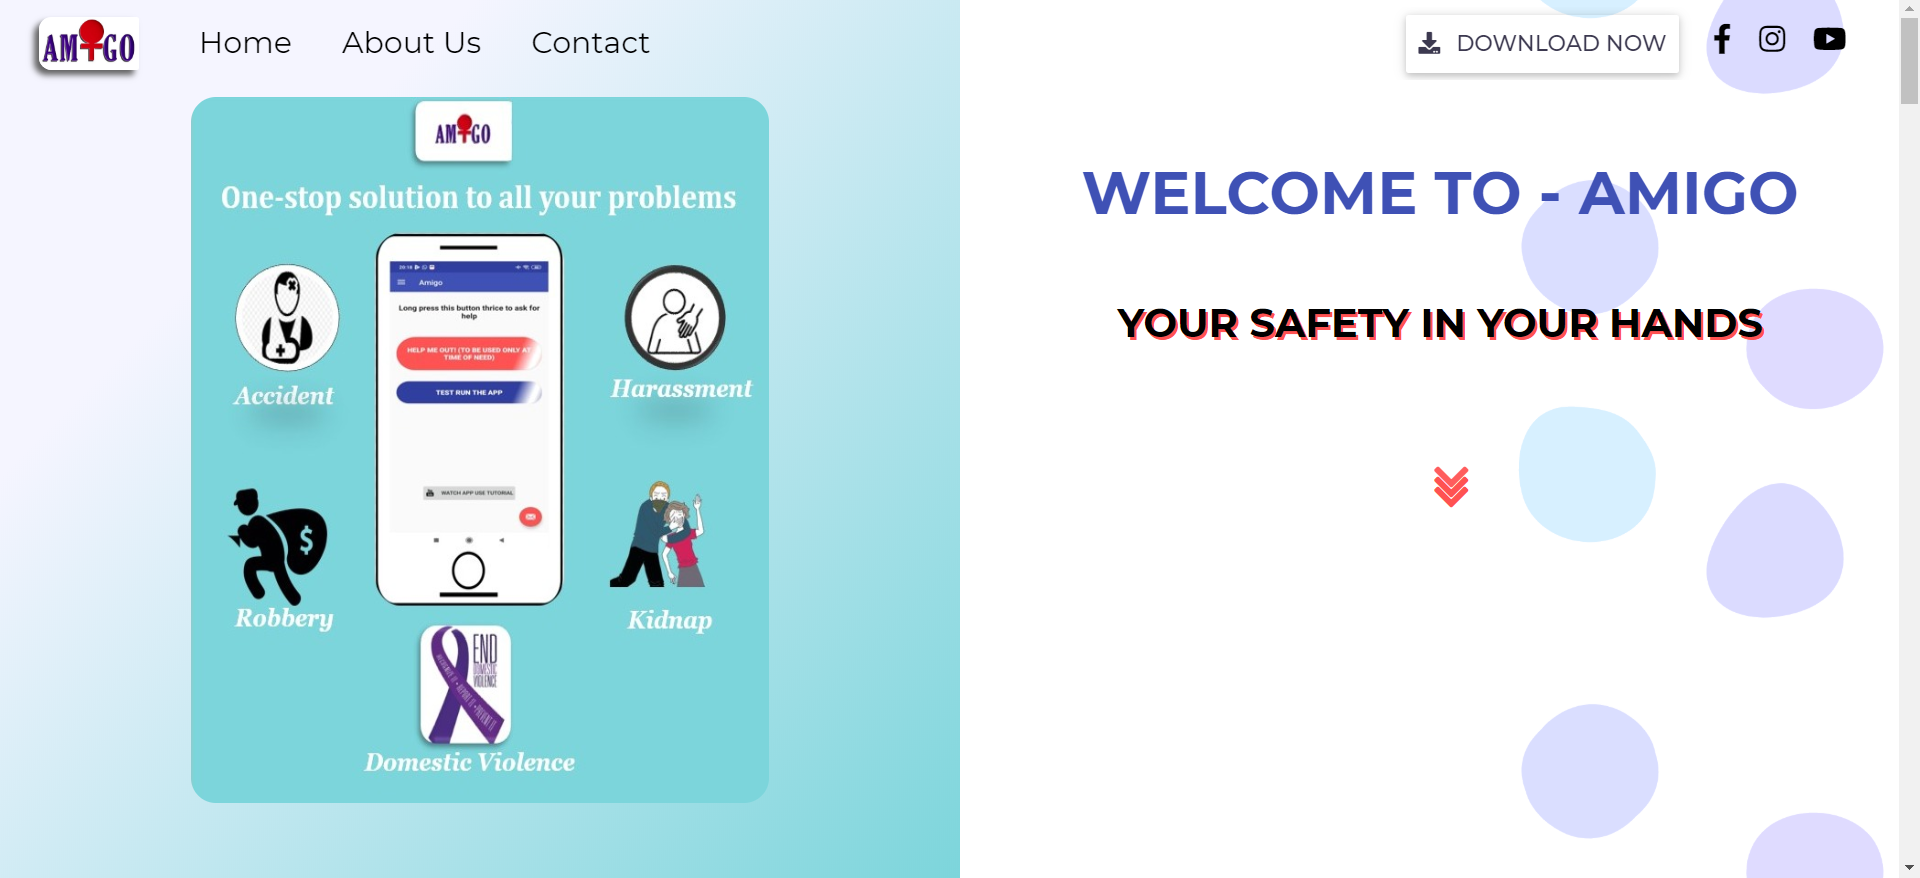 AMIGO
Home
About Us
Contact
DOWNLOAD NOW
AMIGO
One-stop solution to all your problems
Amigo
Long press this button thrice to ask for
help
HELP ME OUT! (TO BE USED ONLY AT
TIME OF NEED)
TEST RUN THE APP
WATCH APP USE TUTORIAL
Accident
Harassment
Robbery
Kidnap
END
DOMESTIC
VIOLENCE
Domestic Violence
WELCOME TO - AMIGO
YOUR SAFETY IN YOUR HANDS